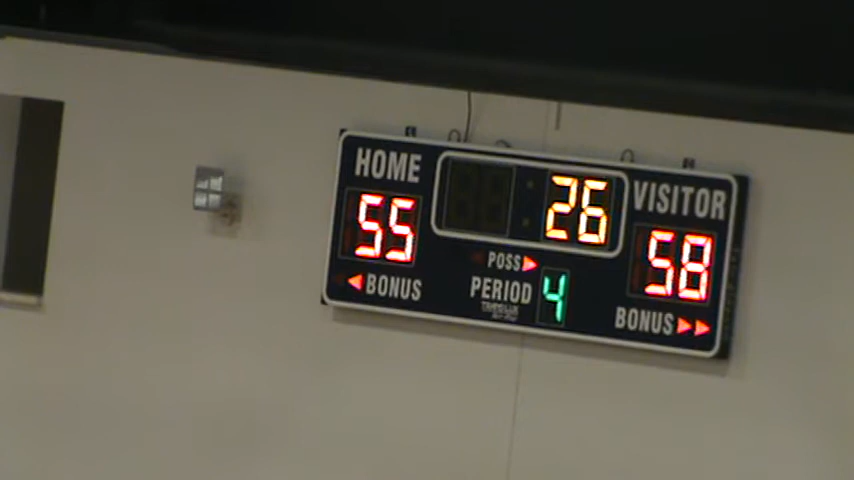 HOME
26
VISITOR
55
58
POSS
BONUS
PERIOD 4
BONUS